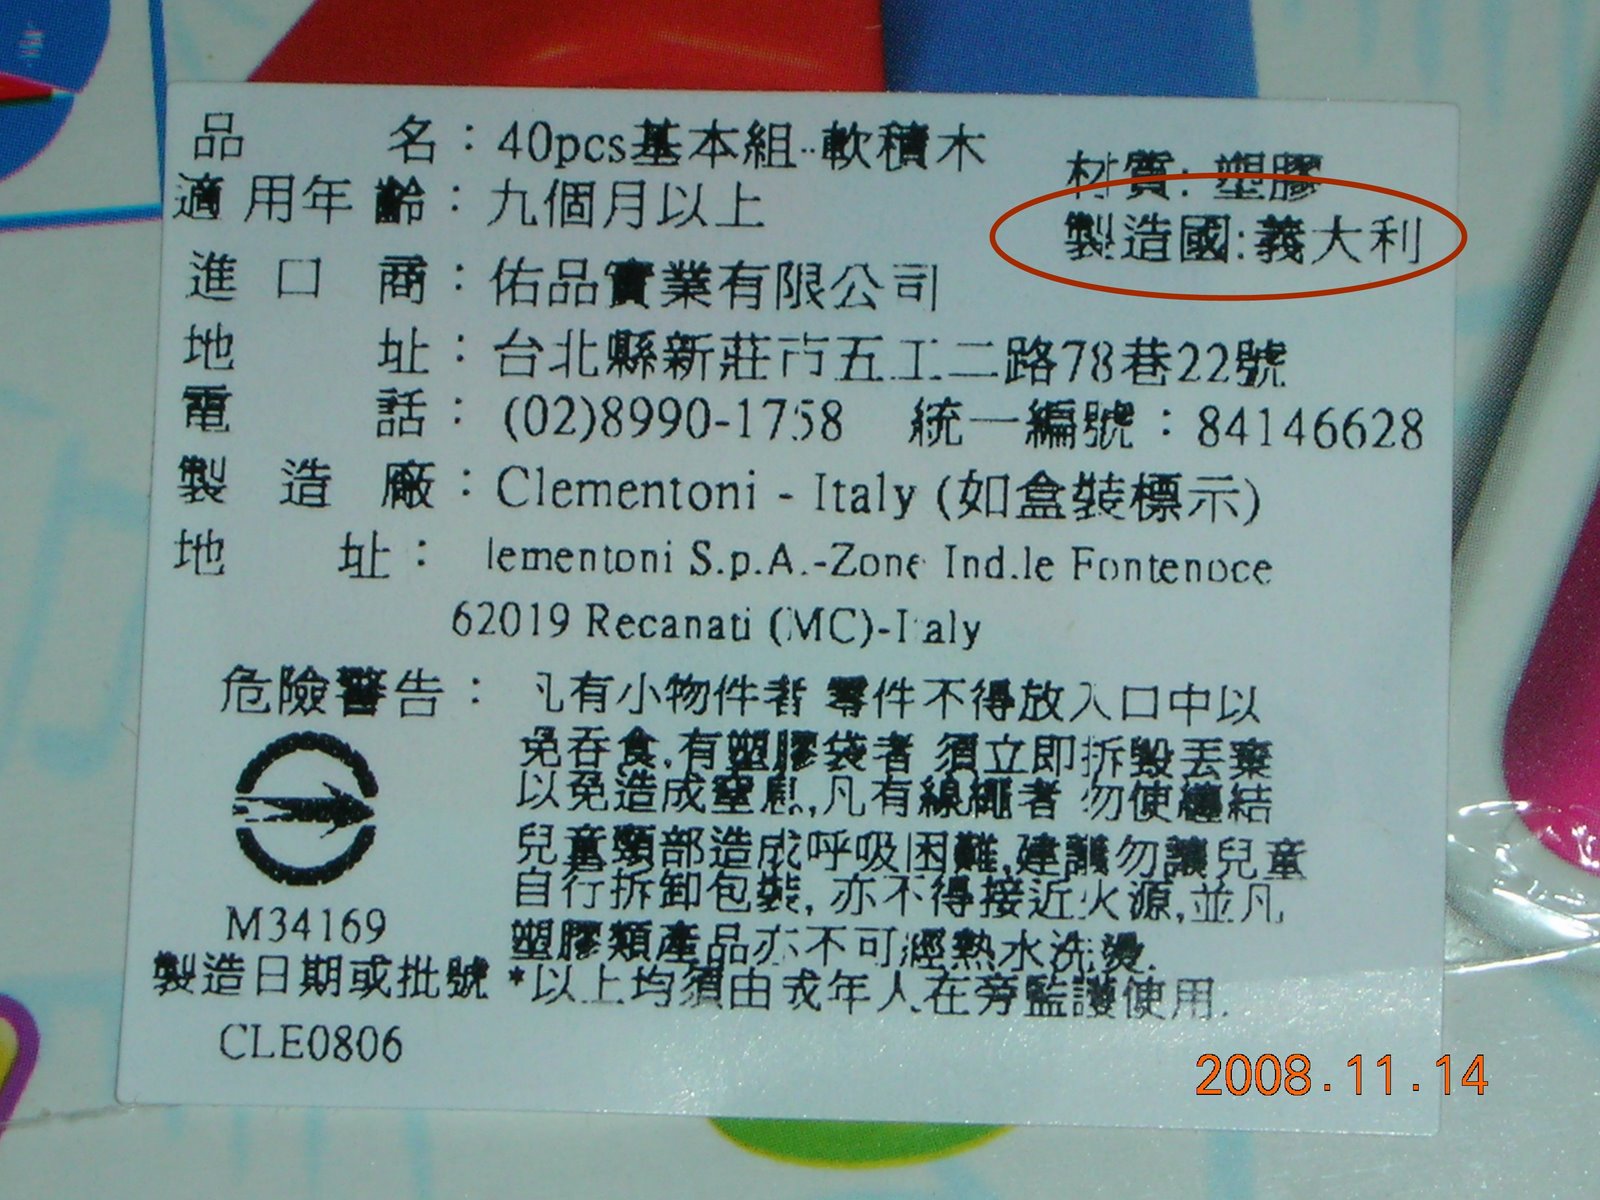 品名：40pcs基本組--軟積木
材質：塑膠
適用年齡：九個月以上
製造國:義大利
進口商：佑品實業有限公司
地址：台北縣新莊市五工二路78巷22號
電話：(02)8990-1758 統一編號：84146628
製造廠：Clementoni - Italy (如盒裝標示)
地址： lementoni S.p.A.-Zone Ind.le Fontenoce
62019 Recanati (MC)-Italy
危險警告： 凡有小物件者 零件不得放入口中以
免吞食,有塑膠袋者 須立即拆毀丟棄
以免造成窒息,凡有線繩者 勿使纏結
兒童頸部造成呼吸困難,建議勿讓兒童
自行拆卸包裝, 亦不得接近火源,並凡
塑膠類產品亦不可經熱水洗燙.
M34169
製造日期或批號 *以上均須由成年人在旁監護使用.
CLE0806
2008.11.14